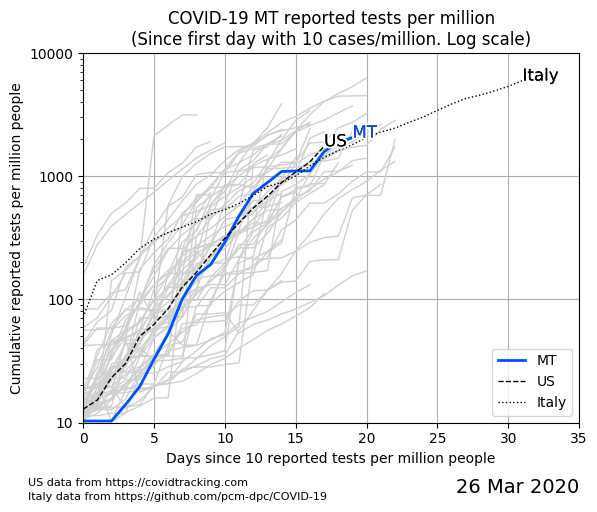 COVID-19 MT reported tests per million
(Since first day with 10 cases/million. Log scale)
Cumulative reported tests per million people
10000
1000
100
10
Italy
US
MT
MT
US
Italy
0
5
10
15
20
25
30
35
Days since 10 reported tests per million people
US data from https://covidtracking.com
Italy data from https://github.com/pcm-dpc/COVID-19
26 Mar 2020